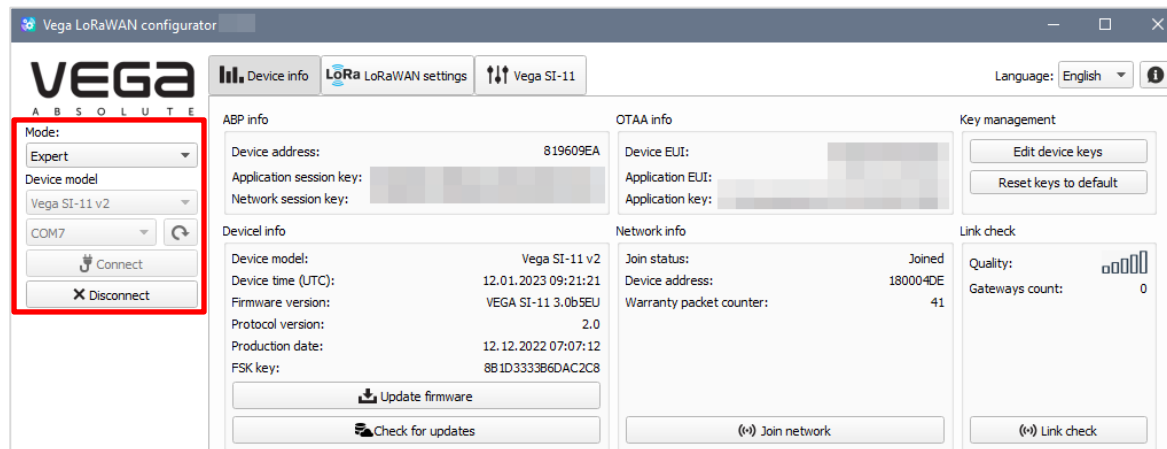 Vega LoRaWAN configurator
VEGA
ABSOLUTE
Device info LoRa LoRaWAN settings Vega SI-11
Language: English
Mode:
Expert
Device model
Vega SI-11 v2
COM7
Connect
Disconnect
ABP info
Device address: 819609EA
Application session key:
Network session key:
OTAA info
Device EUI:
Application EUI:
Application key:
Key management
Edit device keys
Reset keys to default
Devicel info
Device model: Vega SI-11 v2
Device time (UTC): 12.01.2023 09:21:21
Firmware version: VEGA SI-11 3.0b5EU
Protocol version: 2.0
Production date: 12.12.2022 07:07:12
FSK key: 8B1D3333B6DAC2C8
Update firmware
Check for updates
Network info
Join status: Joined
Device address: 180004DE
Warranty packet counter: 41
Join network
Link check
Quality:
Gateways count: 0
Link check